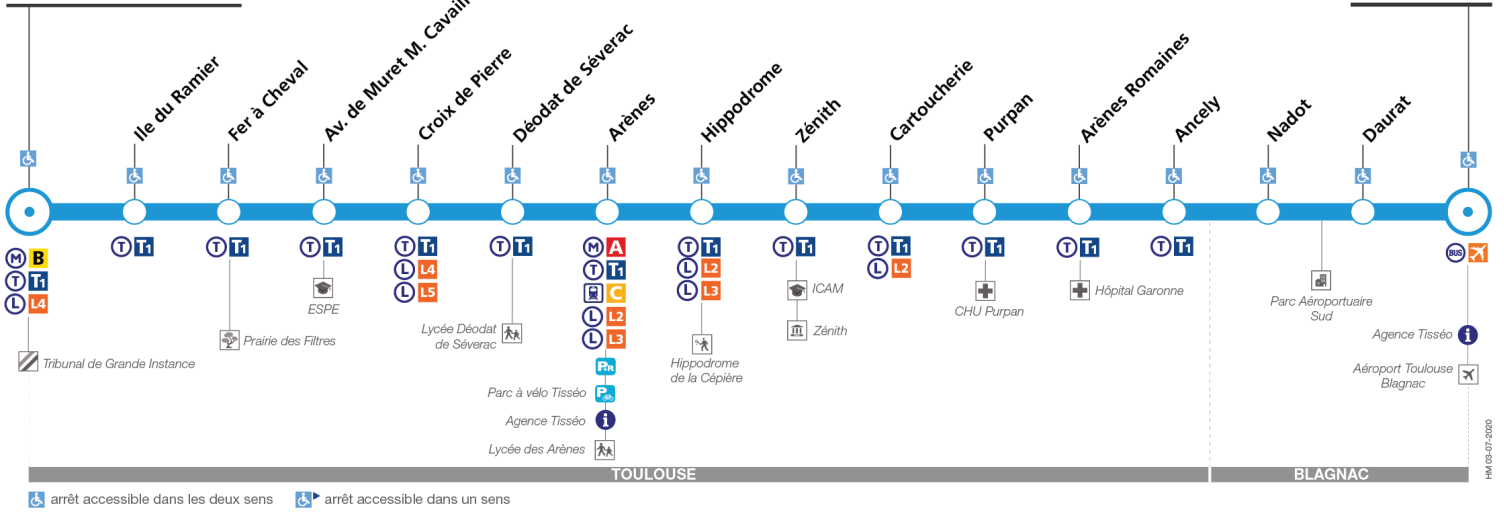 Ile du Ramier
Fer à Cheval
Av. de Muret M. Cavaill
Croix de Pierre
Déodat de Séverac
Arènes
Hippodrome
Zénith
Cartoucherie
Purpan
Arènes Romaines
Ancely
Nadot
Daurat
M B
T T1
L L4
T T1
T T1
T T1
T T1
L L4
L L5
T T1
M A
T T1
C
L L2
L L3
P+R
P
i
T T1
L L2
L L3
T T1
T T1
L L2
T T1
T T1
T T1
BUS
i
Tribunal de Grande Instance
Prairie des Filtres
ESPE
Lycée Déodat
de Séverac
Parc à vélo Tisséo
Agence Tisséo
Lycée des Arènes
Hippodrome
de la Cépière
ICAM
Zénith
CHU Purpan
Hôpital Garonne
Parc Aéroportuaire
Sud
Agence Tisséo
Aéroport Toulouse
Blagnac
TOULOUSE
BLAGNAC
arrêt accessible dans les deux sens
arrêt accessible dans un sens
HM 03-07-2020